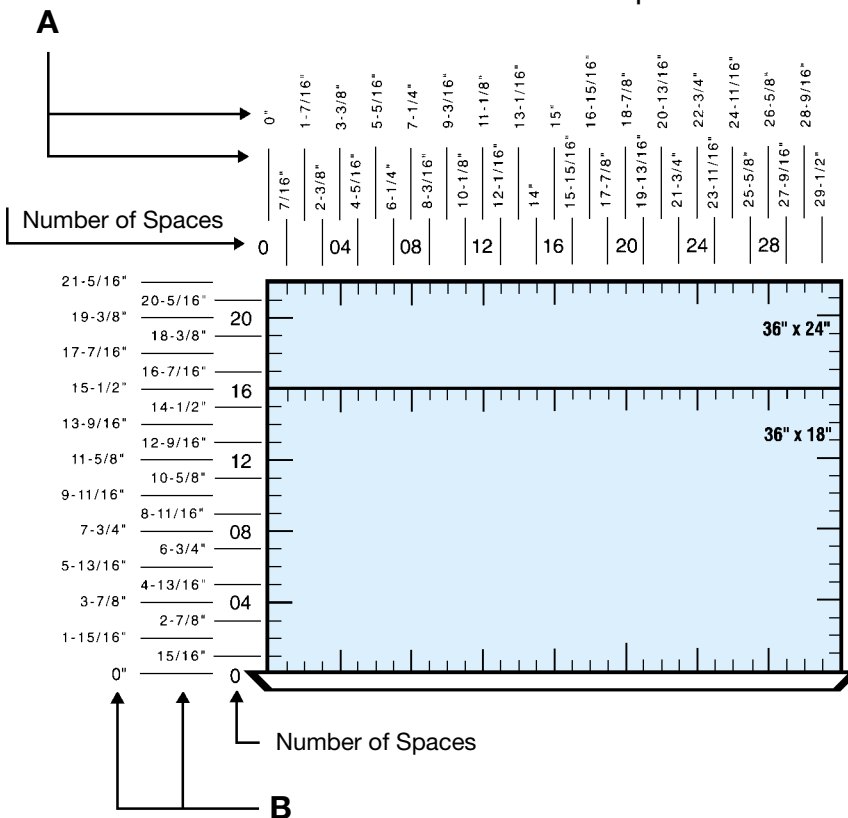 A
0" 1-7/16" 3-3/8" 5-5/16" 7-1/4" 9-3/16" 11-1/8" 13-1/16" 15" 16-15/16" 18-7/8" 20-13/16" 22-3/4" 24-11/16" 26-5/8" 28-9/16"
7/16" 2-3/8" 4-5/16" 6-1/4" 8-3/16" 10-1/8" 12-1/16" 14" 15-15/16" 17-7/8" 19-13/16" 21-3/4" 23-11/16" 25-5/8" 27-9/16" 29-1/2"
Number of Spaces
0 04 08 12 16 20 24 28
21-5/16"
20-5/16"
19-3/8" 20
36" x 24"
18-3/8"
17-7/16"
16-7/16"
15-1/2" 16
14-1/2"
13-9/16"
36" x 18"
12-9/16"
11-5/8" 12
10-5/8"
9-11/16"
8-11/16"
7-3/4" 08
6-3/4"
5-13/16"
4-13/16"
3-7/8" 04
2-7/8"
1-15/16"
15/16"
0" 0
Number of Spaces
B